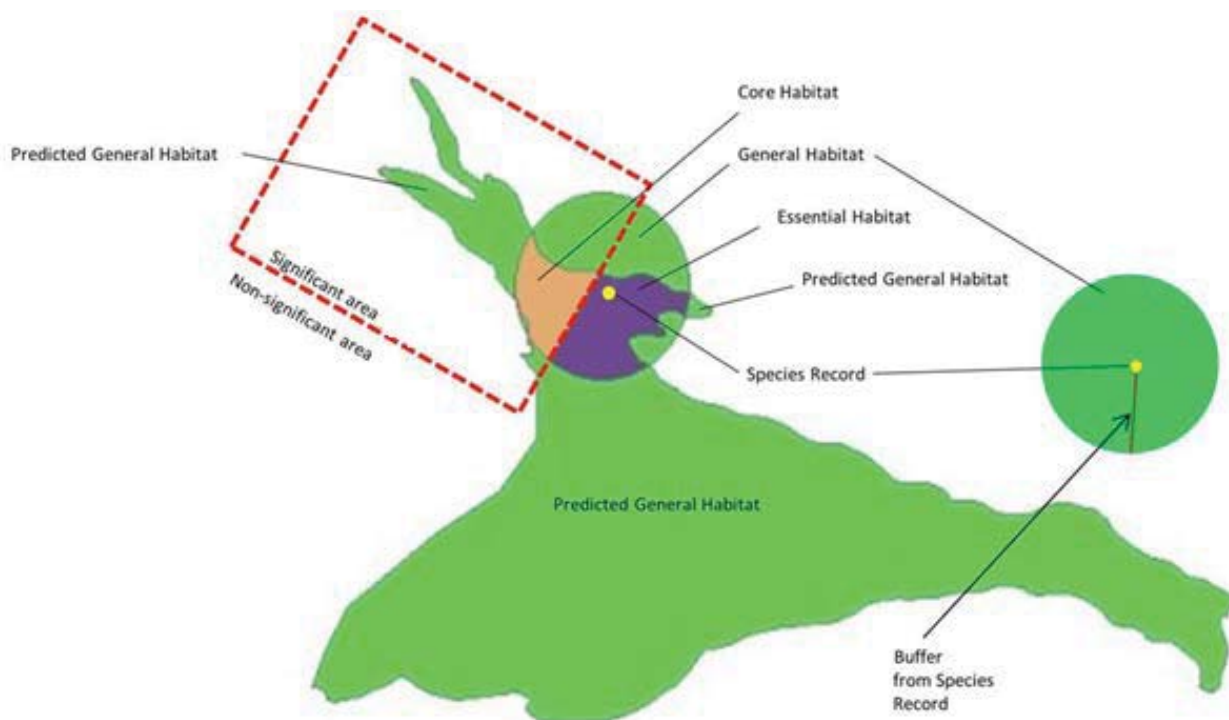 Core Habitat
Predicted General Habitat
General Habitat
Essential Habitat
Predicted General Habitat
Significant area
Non-significant area
Species Record
Predicted General Habitat
Buffer
from Species
Record